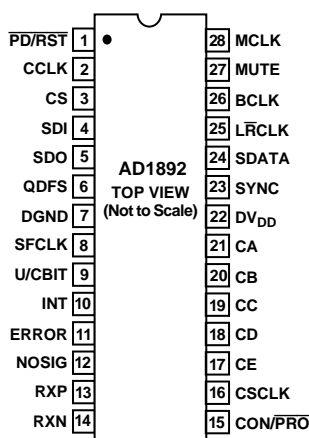 PD/RST 1 28 MCLK
CCLK 2 27 MUTE
CS 3 26 BCLK
SDI 4 25 LRCLK
SDO 5 24 SDATA
QDFS 6 23 SYNC
DGND 7 22 DVDD
SFCLK 8 21 CA
U/CBIT 9 20 CB
INT 10 19 CC
ERROR 11 18 CD
NOSIG 12 17 CE
RXP 13 16 CSCLK
RXN 14 15 CON/PRO
AD1892
TOP VIEW
(Not to Scale)